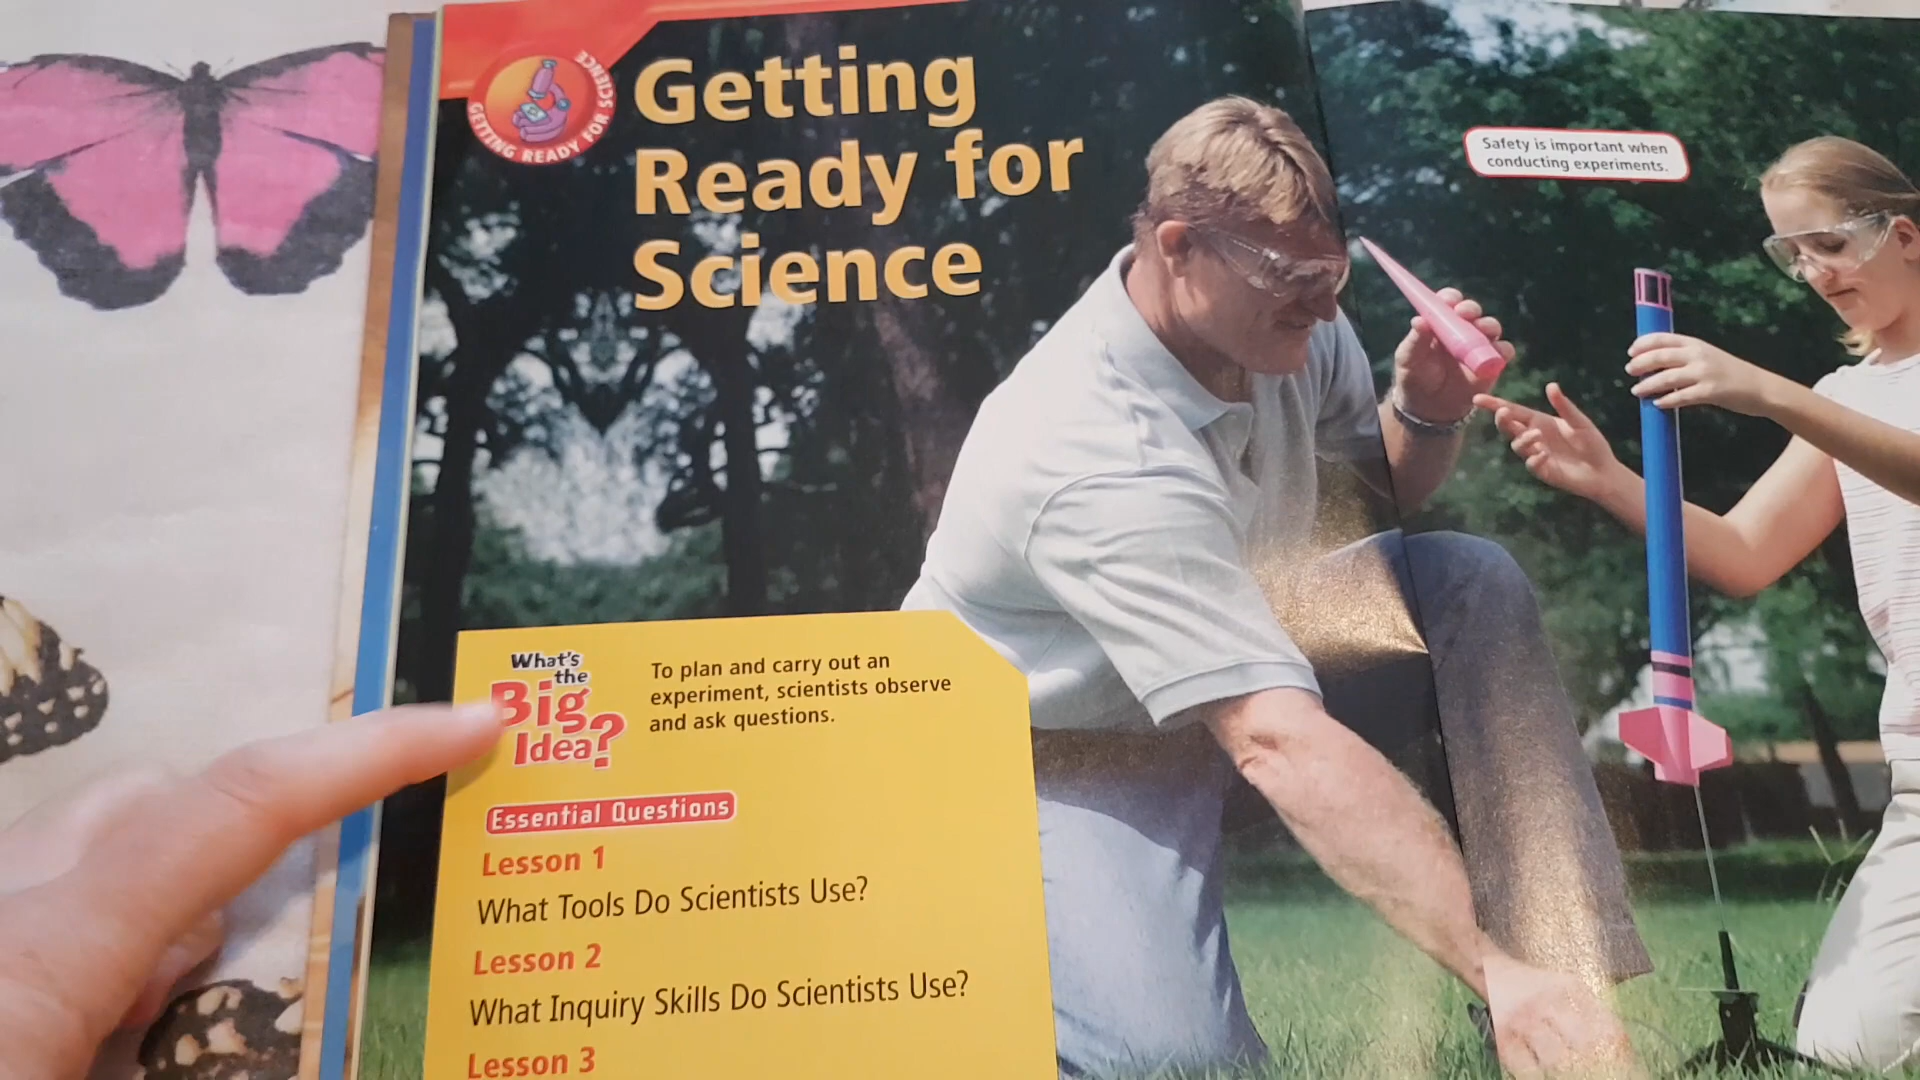 GETTING READY FOR SCIENCE
Getting
Ready for
Science
Safety is important when
conducting experiments.
What's
the
Big
Idea?
To plan and carry out an
experiment, scientists observe
and ask questions.
Essential Questions
Lesson 1
What Tools Do Scientists Use?
Lesson 2
What Inquiry Skills Do Scientists Use?
Lesson 3